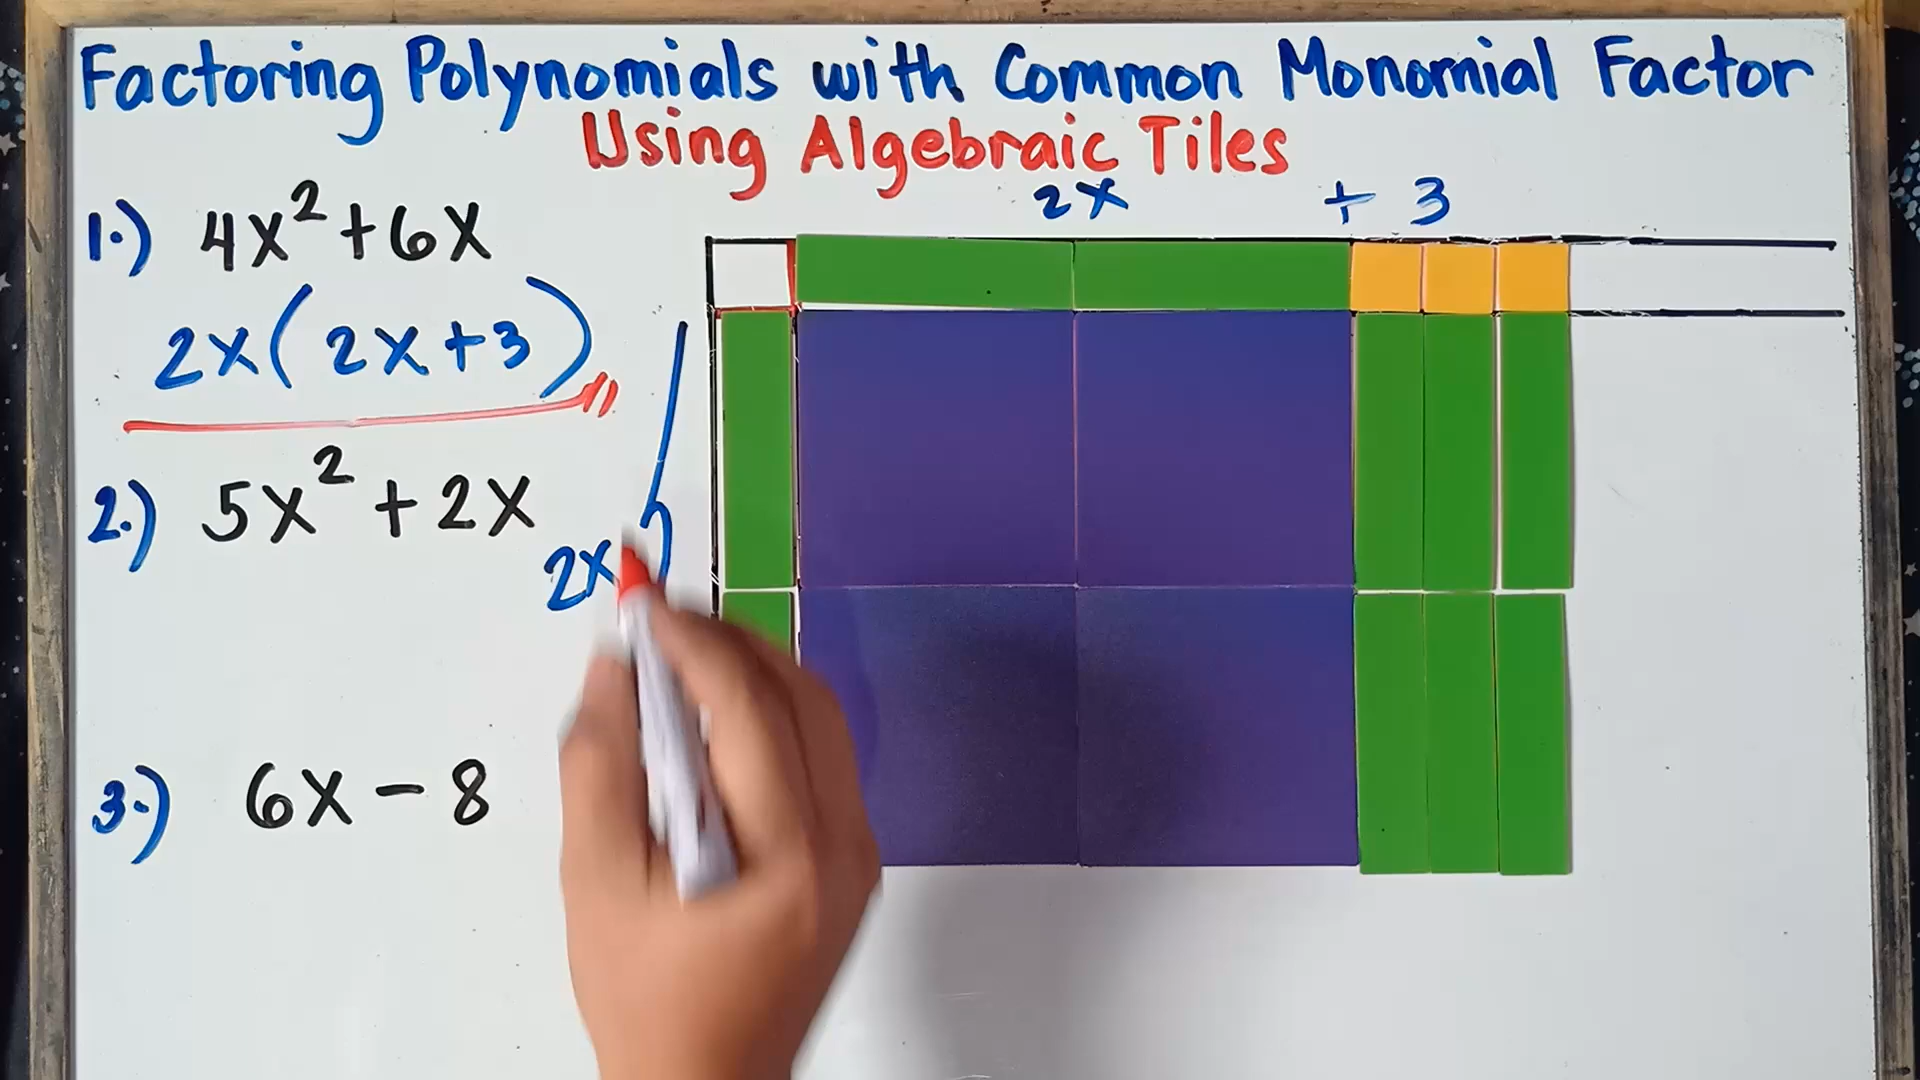 Factoring Polynomials with Common Monomial Factor
Using Algebraic Tiles
2x + 3
1.) 4x² + 6x
2x(2x+3)
2.) 5x² + 2x
2x
3.) 6x - 8